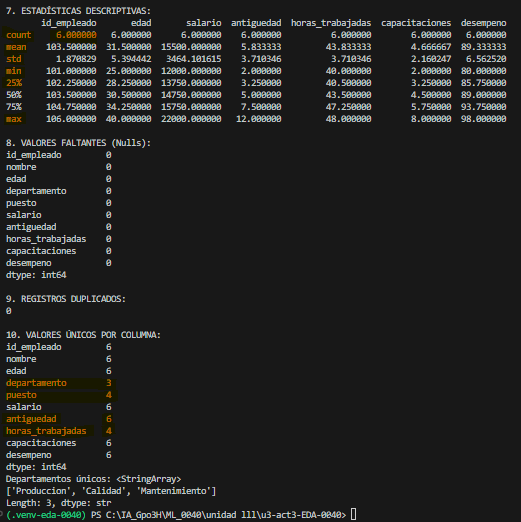 7. ESTADÍSTICAS DESCRIPTIVAS:
       id_empleado       edad       salario  antiguedad  horas_trabajadas  capacitaciones  desempeno
count     6.000000   6.000000      6.000000    6.000000          6.000000        6.000000   6.000000
mean    103.500000  31.500000  15500.000000    5.833333         43.833333        4.666667  89.333333
std       1.870829   5.394442   3464.101615    3.710346          3.710346        2.160247   6.562520
min     101.000000  25.000000  12000.000000    2.000000         40.000000        2.000000  80.000000
25%     102.250000  28.250000  13750.000000    3.250000         40.500000        3.250000  85.750000
50%     103.500000  30.500000  14750.000000    5.000000         43.500000        4.500000  89.000000
75%     104.750000  34.250000  15750.000000    7.500000         47.250000        5.750000  93.750000
max     106.000000  40.000000  22000.000000   12.000000         48.000000        8.000000  98.000000
8. VALORES FALTANTES (Nulls):
id_empleado         0
nombre              0
edad                0
departamento        0
puesto              0
salario             0
antiguedad          0
horas_trabajadas    0
capacitaciones      0
desempeno           0
dtype: int64
9. REGISTROS DUPLICADOS:
0
10. VALORES ÚNICOS POR COLUMNA:
id_empleado         6
nombre              6
edad                6
departamento        3
puesto              4
salario             6
antiguedad          6
horas_trabajadas    4
capacitaciones      6
desempeno           6
dtype: int64
Departamentos únicos: <StringArray>
['Produccion', 'Calidad', 'Mantenimiento']
Length: 3, dtype: str
(.venv-eda-0040) PS C:\IA_Gpo3H\ML_0040\unidad lll\u3-act3-EDA-0040>